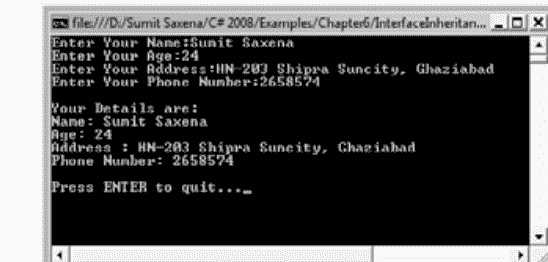 file:///D:/Sumit Saxena/C# 2008/Examples/Chapter6/InterfaceInheritan...
Enter Your Name:Sumit Saxena
Enter Your Age:24
Enter Your Address:HN-203 Shipra Suncity, Ghaziabad
Enter Your Phone Number:2658574
Your Details are:
Name: Sumit Saxena
Age: 24
Address : HN-203 Shipra Suncity, Ghaziabad
Phone Number: 2658574
Press ENTER to quit..._